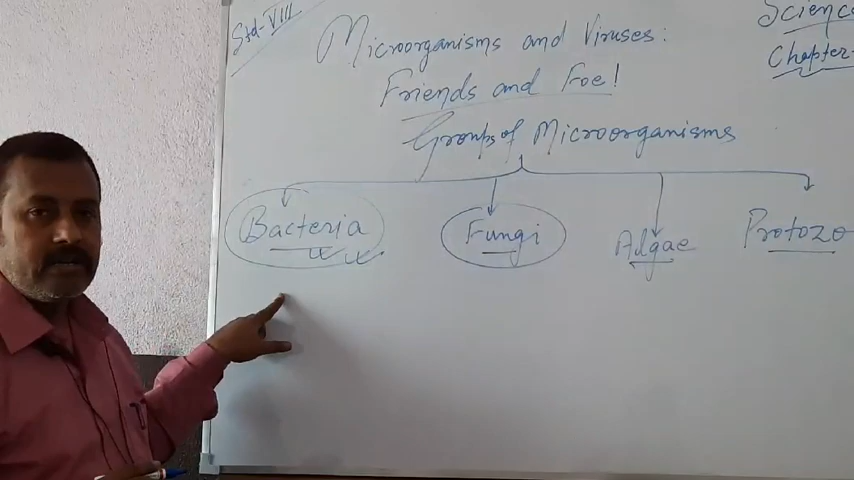 Std-VIII
Science
Chapter-
Microorganisms and Viruses:
Friends and Foe!
Groups of Microorganisms
Bacteria Fungi Algae Protozo